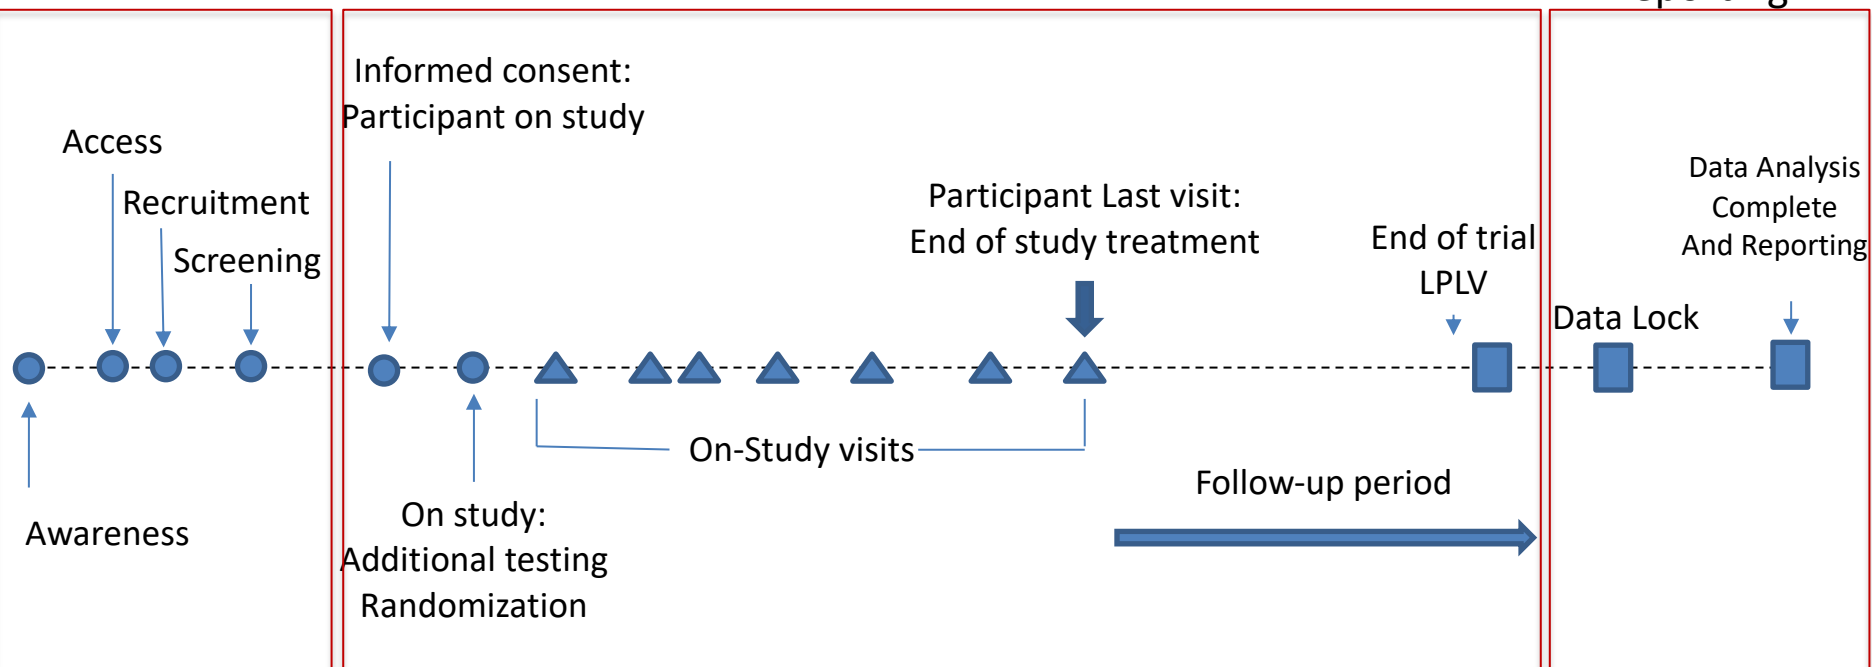 Access
Recruitment
Screening
Awareness
Informed consent:
Participant on study
On study:
Additional testing
Randomization
On-Study visits
Participant Last visit:
End of study treatment
Follow-up period
End of trial
LPLV
Data Lock
Data Analysis
Complete
And Reporting